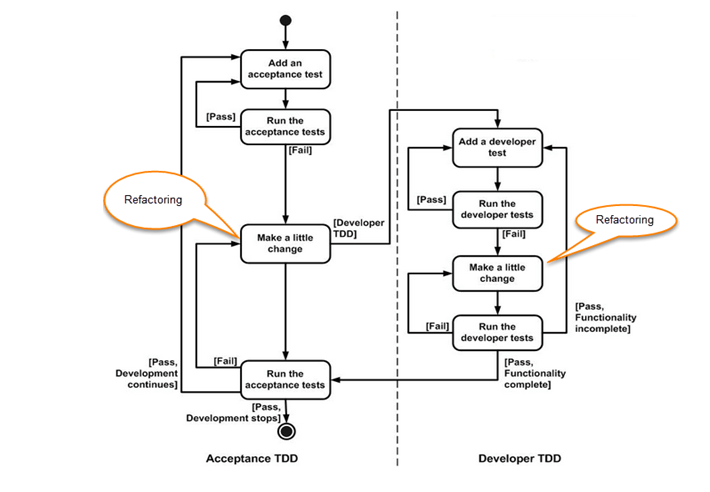 Add an
acceptance test
[Pass]
Run the
acceptance tests
[Fail]
Refactoring
Make a little
change
[Developer
TDD]
[Pass,
Development
continues]
[Fail]
Run the
acceptance tests
[Pass,
Development stops]
Acceptance TDD
Add a developer
test
[Pass]
Run the
developer tests
[Fail]
Refactoring
Make a little
change
[Fail]
Run the
developer tests
[Pass,
Functionality
incomplete]
[Pass,
Functionality
complete]
Developer TDD